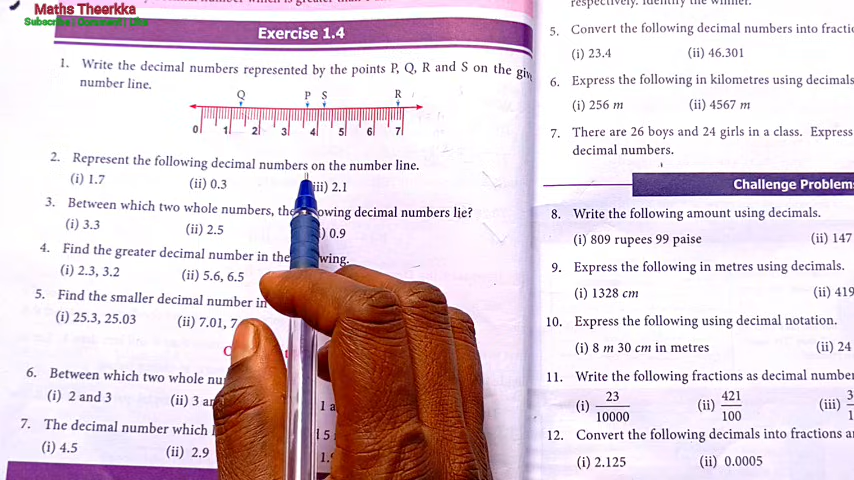 Maths Theerkka
Subscribe | Comment | Like
Exercise 1.4
1. Write the decimal numbers represented by the points P, Q, R and S on the given
number line.
Q P S R
0 1 2 3 4 5 6 7
2. Represent the following decimal numbers on the number line.
(i) 1.7 (ii) 0.3 (iii) 2.1
3. Between which two whole numbers, the following decimal numbers lie?
(i) 3.3 (ii) 2.5 0.9
4. Find the greater decimal number in the
(i) 2.3, 3.2 (ii) 5.6, 6.5
5. Find the smaller decimal number in
(i) 25.3, 25.03 (ii) 7.01, 7
6. Between which two whole
(i) 2 and 3 (ii) 3
7. The decimal number which
(i) 4.5 (ii) 2.9
respectively. Identify the winner.
5. Convert the following decimal numbers into
(i) 23.4 (ii) 46.301
6. Express the following in kilometres using decimals
(i) 256 m (ii) 4567 m
7. There are 26 boys and 24 girls in a class. Express
decimal numbers.
Challenge Problem
8. Write the following amount using decimals.
(i) 809 rupees 99 paise (ii) 147
9. Express the following in metres using decimals.
(i) 1328 cm (ii) 419
10. Express the following using decimal notation.
(i) 8 m 30 cm in metres (ii) 24
11. Write the following fractions as decimal
(i) 23/10000 (ii) 421/100 (iii)
12. Convert the following decimals into fractions
(i) 2.125 (ii) 0.0005